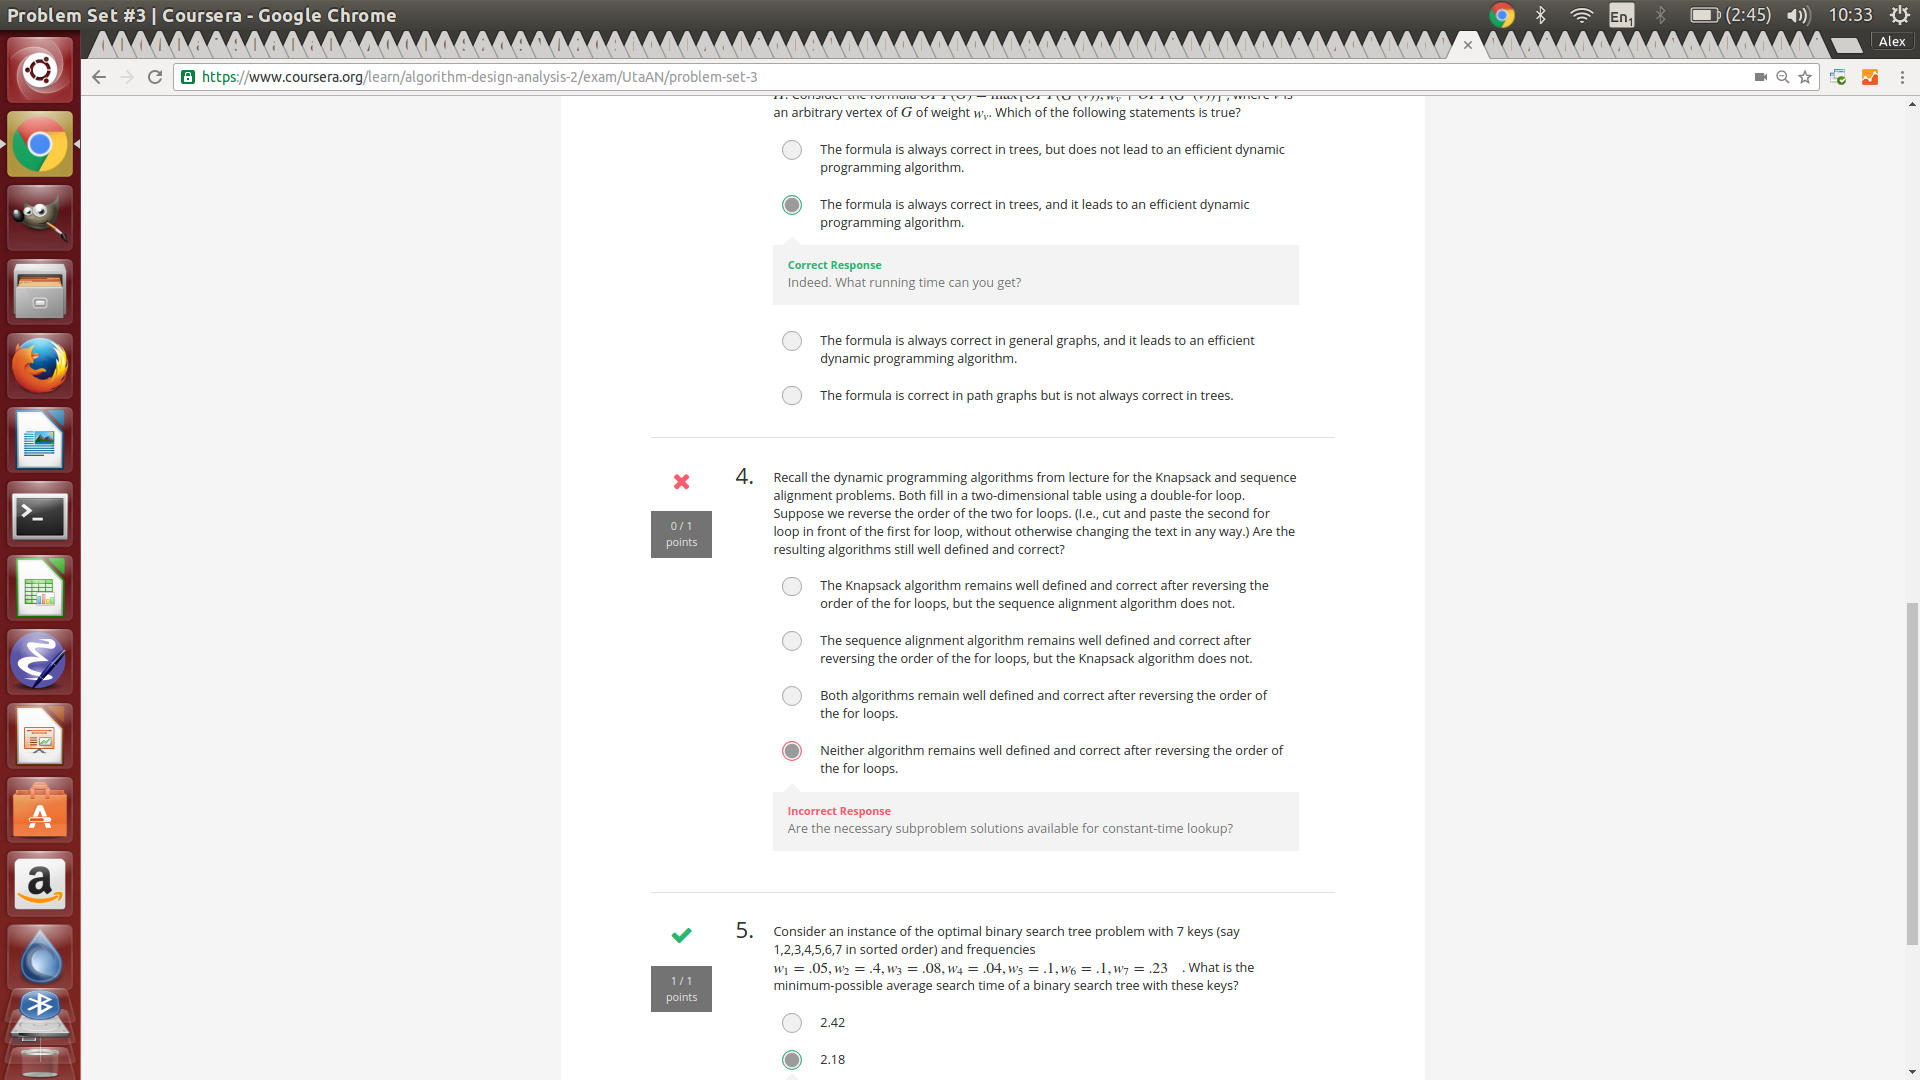 Problem Set #3 | Coursera - Google Chrome
En1
(2:45)
10:33
Alex
https://www.coursera.org/learn/algorithm-design-analysis-2/exam/UtaAN/problem-set-3
an arbitrary vertex of G of weight wv. Which of the following statements is true?
The formula is always correct in trees, but does not lead to an efficient dynamic
programming algorithm.
The formula is always correct in trees, and it leads to an efficient dynamic
programming algorithm.
Correct Response
Indeed. What running time can you get?
The formula is always correct in general graphs, and it leads to an efficient
dynamic programming algorithm.
The formula is correct in path graphs but is not always correct in trees.
0 / 1
points
4.
Recall the dynamic programming algorithms from lecture for the Knapsack and sequence
alignment problems. Both fill in a two-dimensional table using a double-for loop.
Suppose we reverse the order of the two for loops. (I.e., cut and paste the second for
loop in front of the first for loop, without otherwise changing the text in any way.) Are the
resulting algorithms still well defined and correct?
The Knapsack algorithm remains well defined and correct after reversing the
order of the for loops, but the sequence alignment algorithm does not.
The sequence alignment algorithm remains well defined and correct after
reversing the order of the for loops, but the Knapsack algorithm does not.
Both algorithms remain well defined and correct after reversing the order of
the for loops.
Neither algorithm remains well defined and correct after reversing the order of
the for loops.
Incorrect Response
Are the necessary subproblem solutions available for constant-time lookup?
1 / 1
points
5.
Consider an instance of the optimal binary search tree problem with 7 keys (say
1,2,3,4,5,6,7 in sorted order) and frequencies
w1 = .05, w2 = .4, w3 = .08, w4 = .04, w5 = .1, w6 = .1, w7 = .23 . What is the
minimum-possible average search time of a binary search tree with these keys?
2.42
2.18